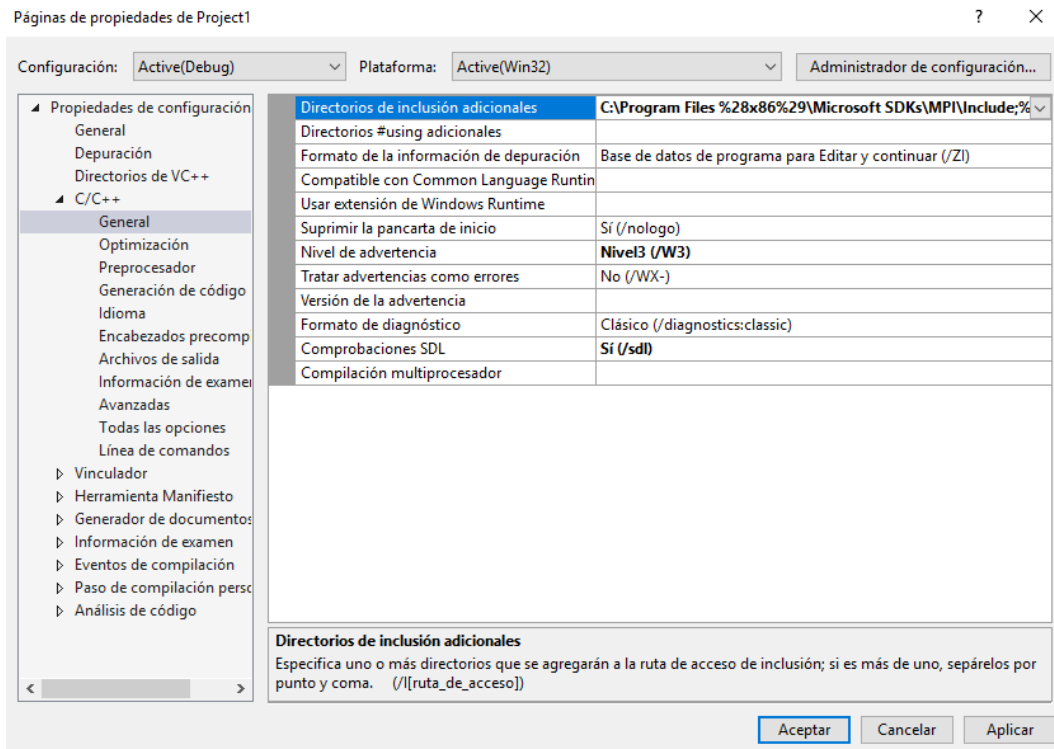 Páginas de propiedades de Project1
?
Configuración: Active(Debug) Plataforma: Active(Win32) Administrador de configuración...
Propiedades de configuración
General
Depuración
Directorios de VC++
C/C++
General
Optimización
Preprocesador
Generación de código
Idioma
Encabezados precomp
Archivos de salida
Información de examen
Avanzadas
Todas las opciones
Línea de comandos
Vinculador
Herramienta Manifiesto
Generador de documentos
Información de examen
Eventos de compilación
Paso de compilación perso
Análisis de código
Directorios de inclusión adicionales C:\Program Files %28x86%29\Microsoft SDKs\MPI\Include;%
Directorios #using adicionales
Formato de la información de depuración Base de datos de programa para Editar y continuar (/ZI)
Compatible con Common Language Runtin
Usar extensión de Windows Runtime
Suprimir la pancarta de inicio Sí (/nologo)
Nivel de advertencia Nivel3 (/W3)
Tratar advertencias como errores No (/WX-)
Versión de la advertencia
Formato de diagnóstico Clásico (/diagnostics:classic)
Comprobaciones SDL Sí (/sdl)
Compilación multiprocesador
Directorios de inclusión adicionales
Especifica uno o más directorios que se agregarán a la ruta de acceso de inclusión; si es más de uno, sepárelos por
punto y coma. (/I[ruta_de_acceso])
Aceptar Cancelar Aplicar